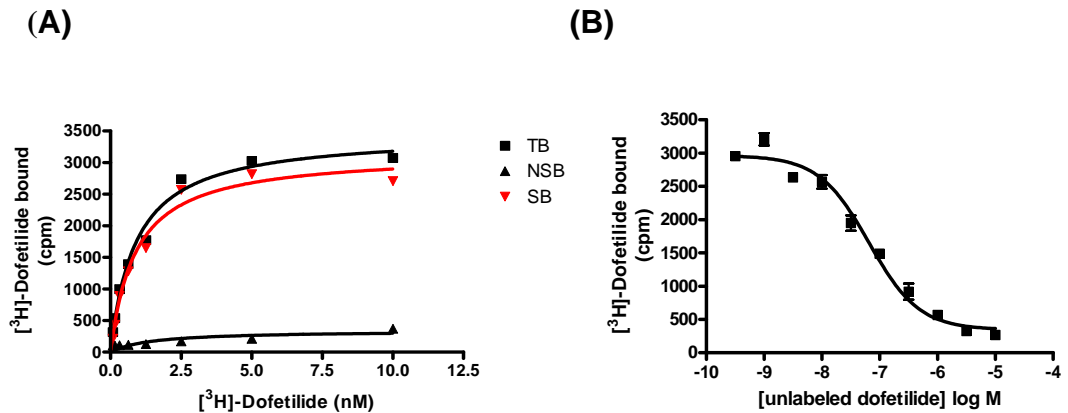 (A)
[³H]-Dofetilide bound
(cpm)
3500
3000
2500
2000
1500
1000
500
0
0.0 2.5 5.0 7.5 10.0 12.5
[³H]-Dofetilide (nM)
TB
NSB
SB
(B)
[³H]-Dofetilide bound
(cpm)
3500
3000
2500
2000
1500
1000
500
0
-10 -9 -8 -7 -6 -5 -4
[unlabeled dofetilide] log M